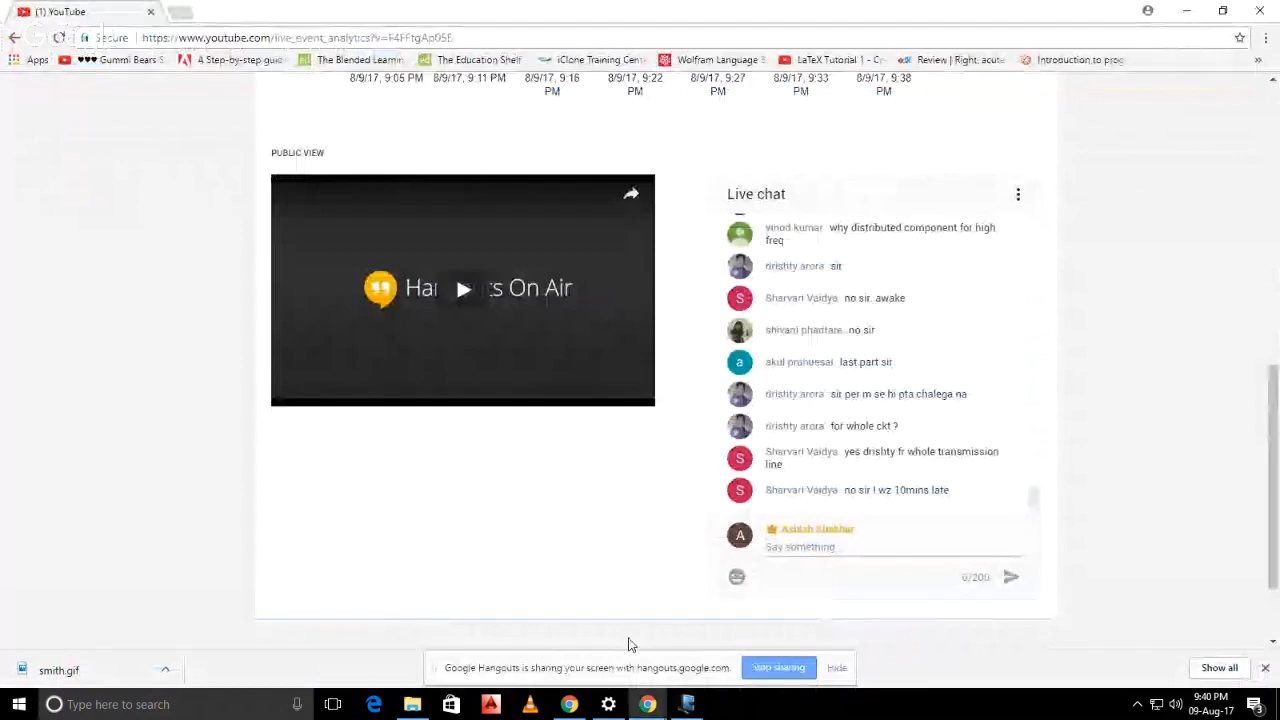 (1) YouTube
Secure https://www.youtube.com/live_event_analytics?v=
Apps ♥♥♥ Gummi Bears S A Step-by-step guid The Blended Learni The Education Shelf iClone Training Cent Wolfram Language S LaTeX Tutorial 1 - Cr Review | Right, acute Introduction to prog
8/9/17, 9:05 PM 8/9/17, 9:11 PM 8/9/17, 9:16 PM 8/9/17, 9:22 PM 8/9/17, 9:27 PM 8/9/17, 9:33 PM 8/9/17, 9:38 PM
PUBLIC VIEW
Live chat
vinod kumar why distributed component for high
freq
drishty arora sir
Sharvari Vaidya no sir. awake
shivani phadtare no sir
akul last part sir
drishty arora sir per m se hi pta chalega na
drishty arora for whole ckt ?
Sharvari Vaidya yes drishty fr whole transmission
line
Sharvari Vaidya no sir I wz 10mins late
Say something...
0/200
On Air
smith.gif
Google Hangouts is sharing your screen with hangouts.google.com. Stop sharing Hide
Show all
Type here to search
9:40 PM
09-Aug-17